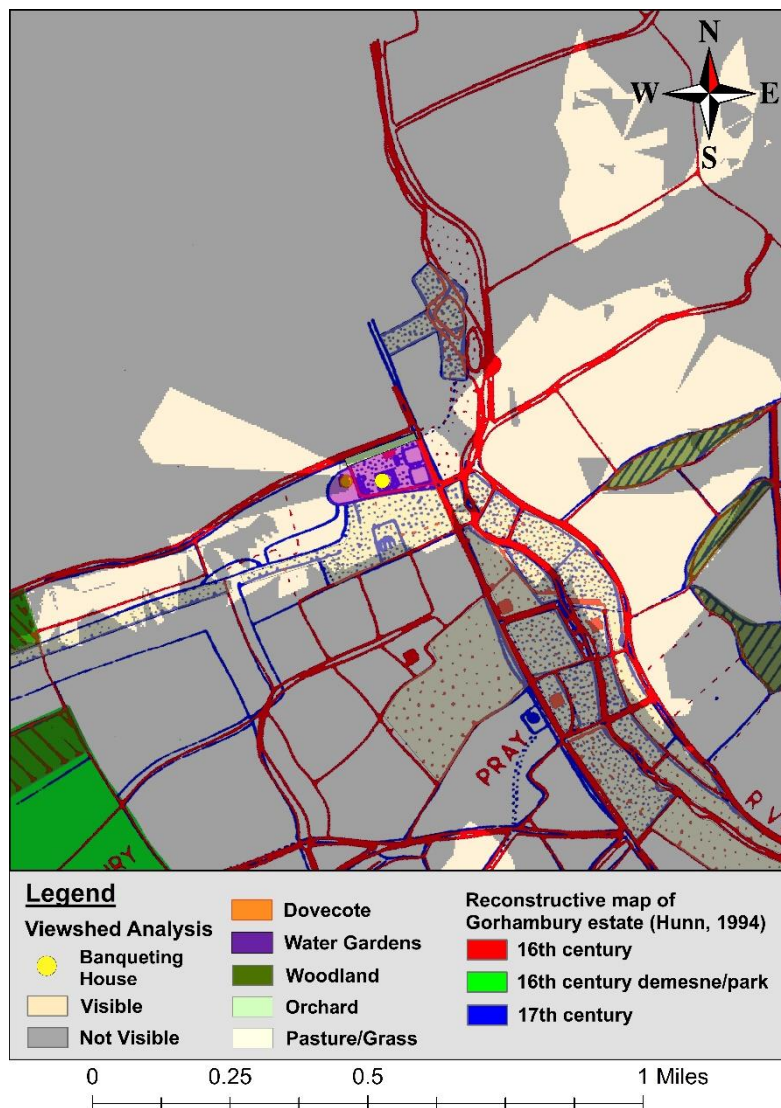 N
W E
S
PRAY
R V
RY
Legend
Viewshed Analysis
Banqueting
House
Visible
Not Visible
Dovecote
Water Gardens
Woodland
Orchard
Pasture/Grass
Reconstructive map of
Gorhambury estate (Hunn, 1994)
16th century
16th century demesne/park
17th century
0 0.25 0.5 1 Miles